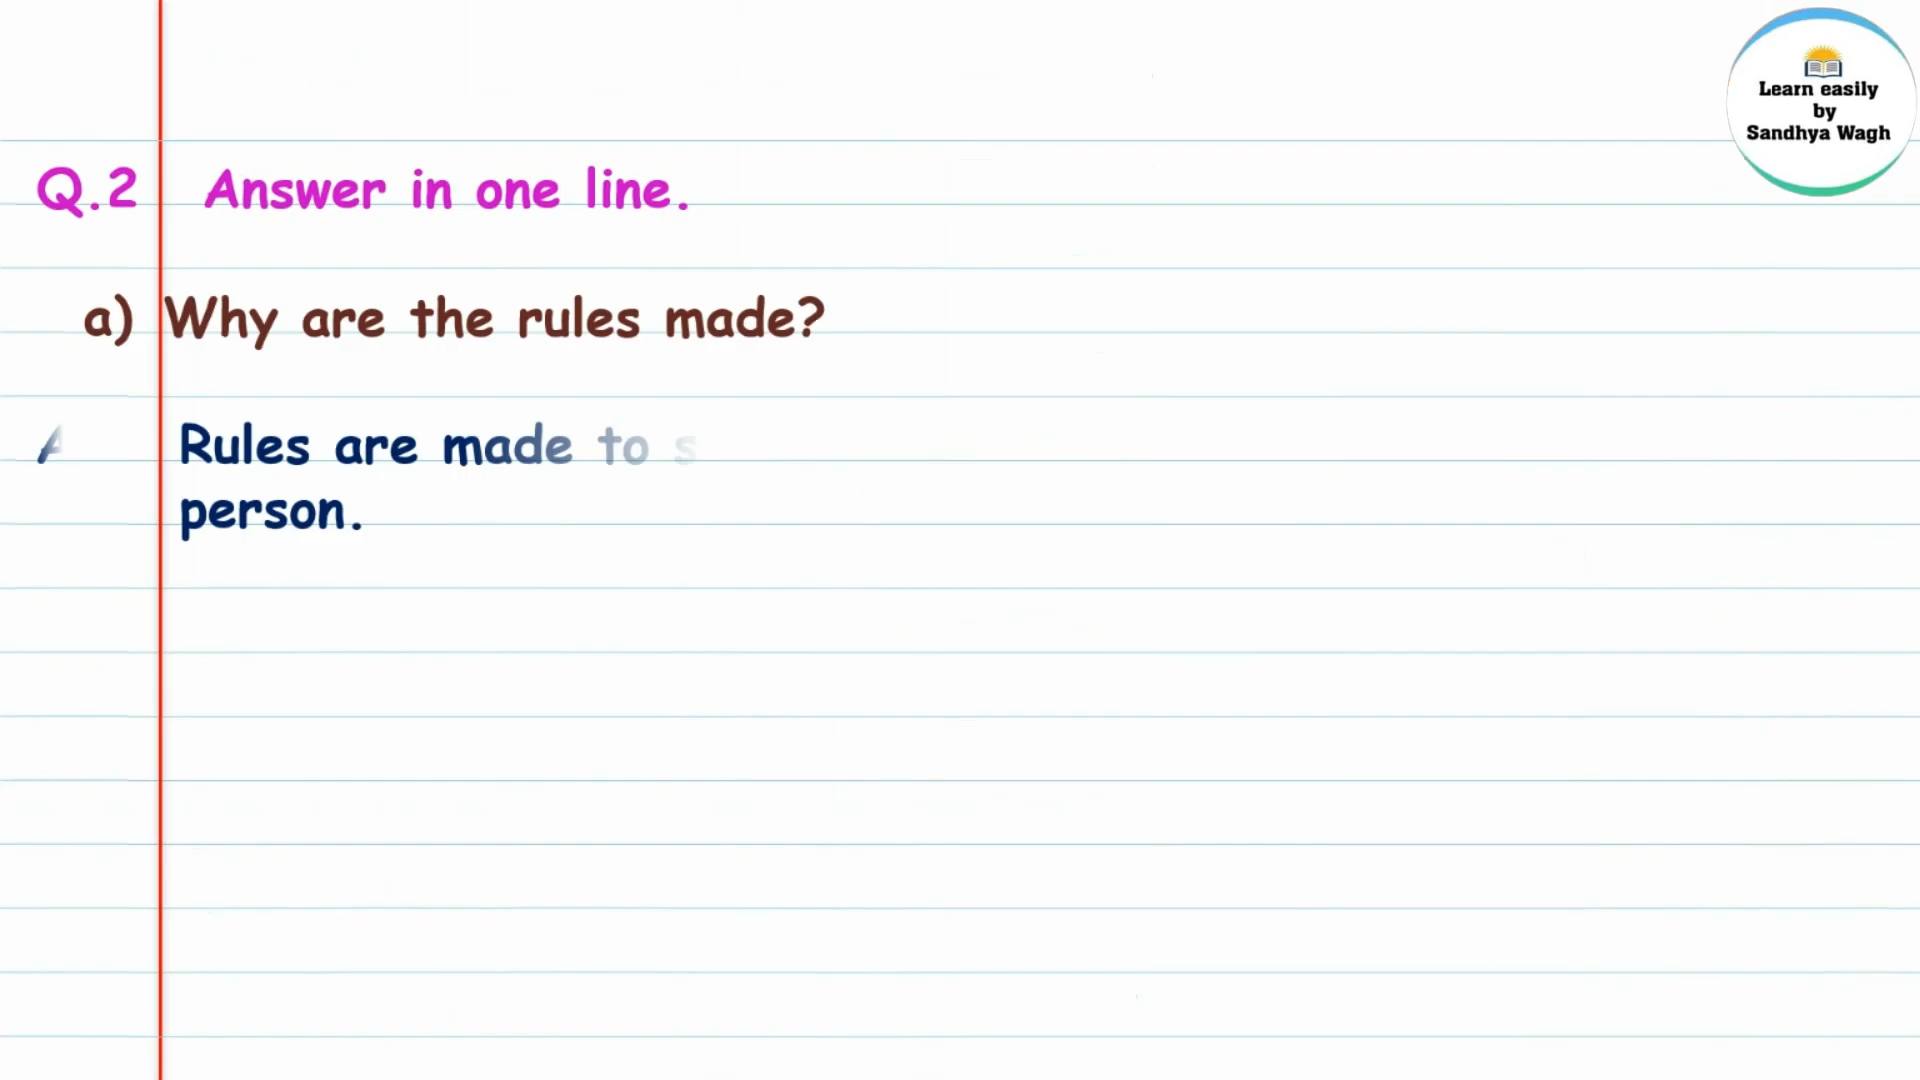 Learn easily
by
Sandhya Wagh
Q.2 Answer in one line.
a) Why are the rules made?
Rules are made to
person.